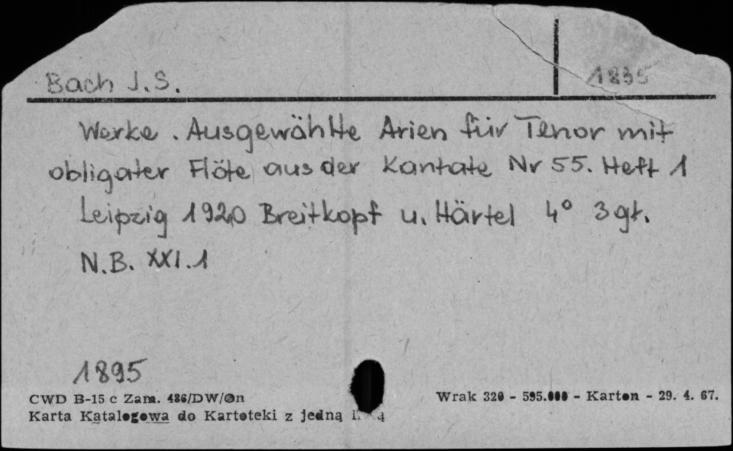 Bach J.S.
1895
Werke. Ausgewählte Arien für Tenor mit
obligater Flöte aus der Kantate Nr 55. Heft 1
Leipzig 1920 Breitkopf u. Härtel 4° 3gt.
N.B. XXI.1
1895
CWD B-15 c Zam. 486/DW/Øn
Wrak 320 - 595.000 - Karton - 29. 4. 67.
Karta Katalogowa do Kartoteki z jedną